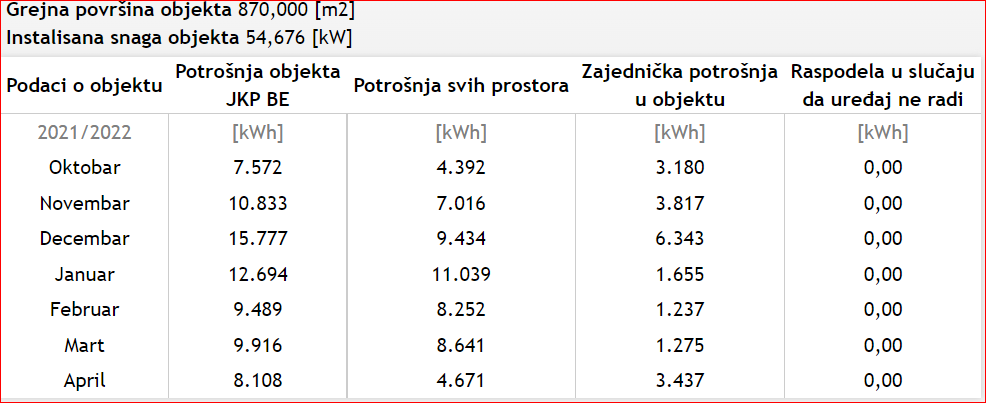 Grejna površina objekta 870,000 [m2]
Instalisana snaga objekta 54,676 [kW]
Podaci o objektu Potrošnja objekta JKP BE Potrošnja svih prostora Zajednička potrošnja u objektu Raspodela u slučaju da uređaj ne radi
2021/2022 [kWh] [kWh] [kWh] [kWh]
Oktobar 7.572 4.392 3.180 0,00
Novembar 10.833 7.016 3.817 0,00
Decembar 15.777 9.434 6.343 0,00
Januar 12.694 11.039 1.655 0,00
Februar 9.489 8.252 1.237 0,00
Mart 9.916 8.641 1.275 0,00
April 8.108 4.671 3.437 0,00